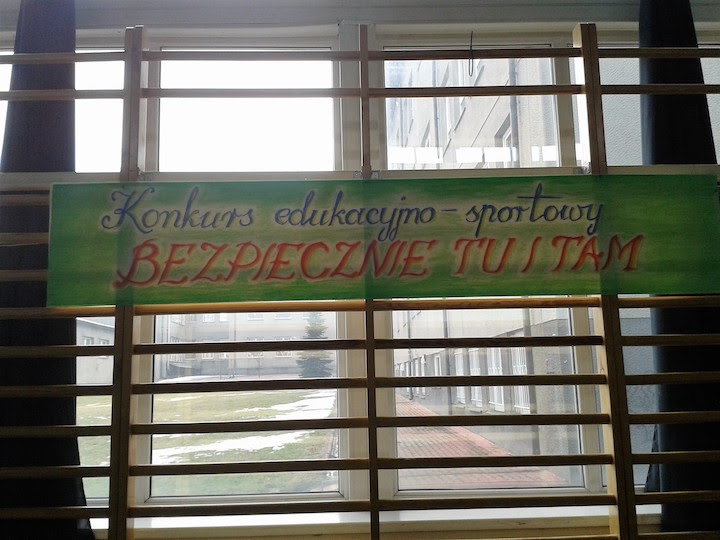 Konkurs edukacyjno - sportowy
BEZPIECZNIE TU I TAM